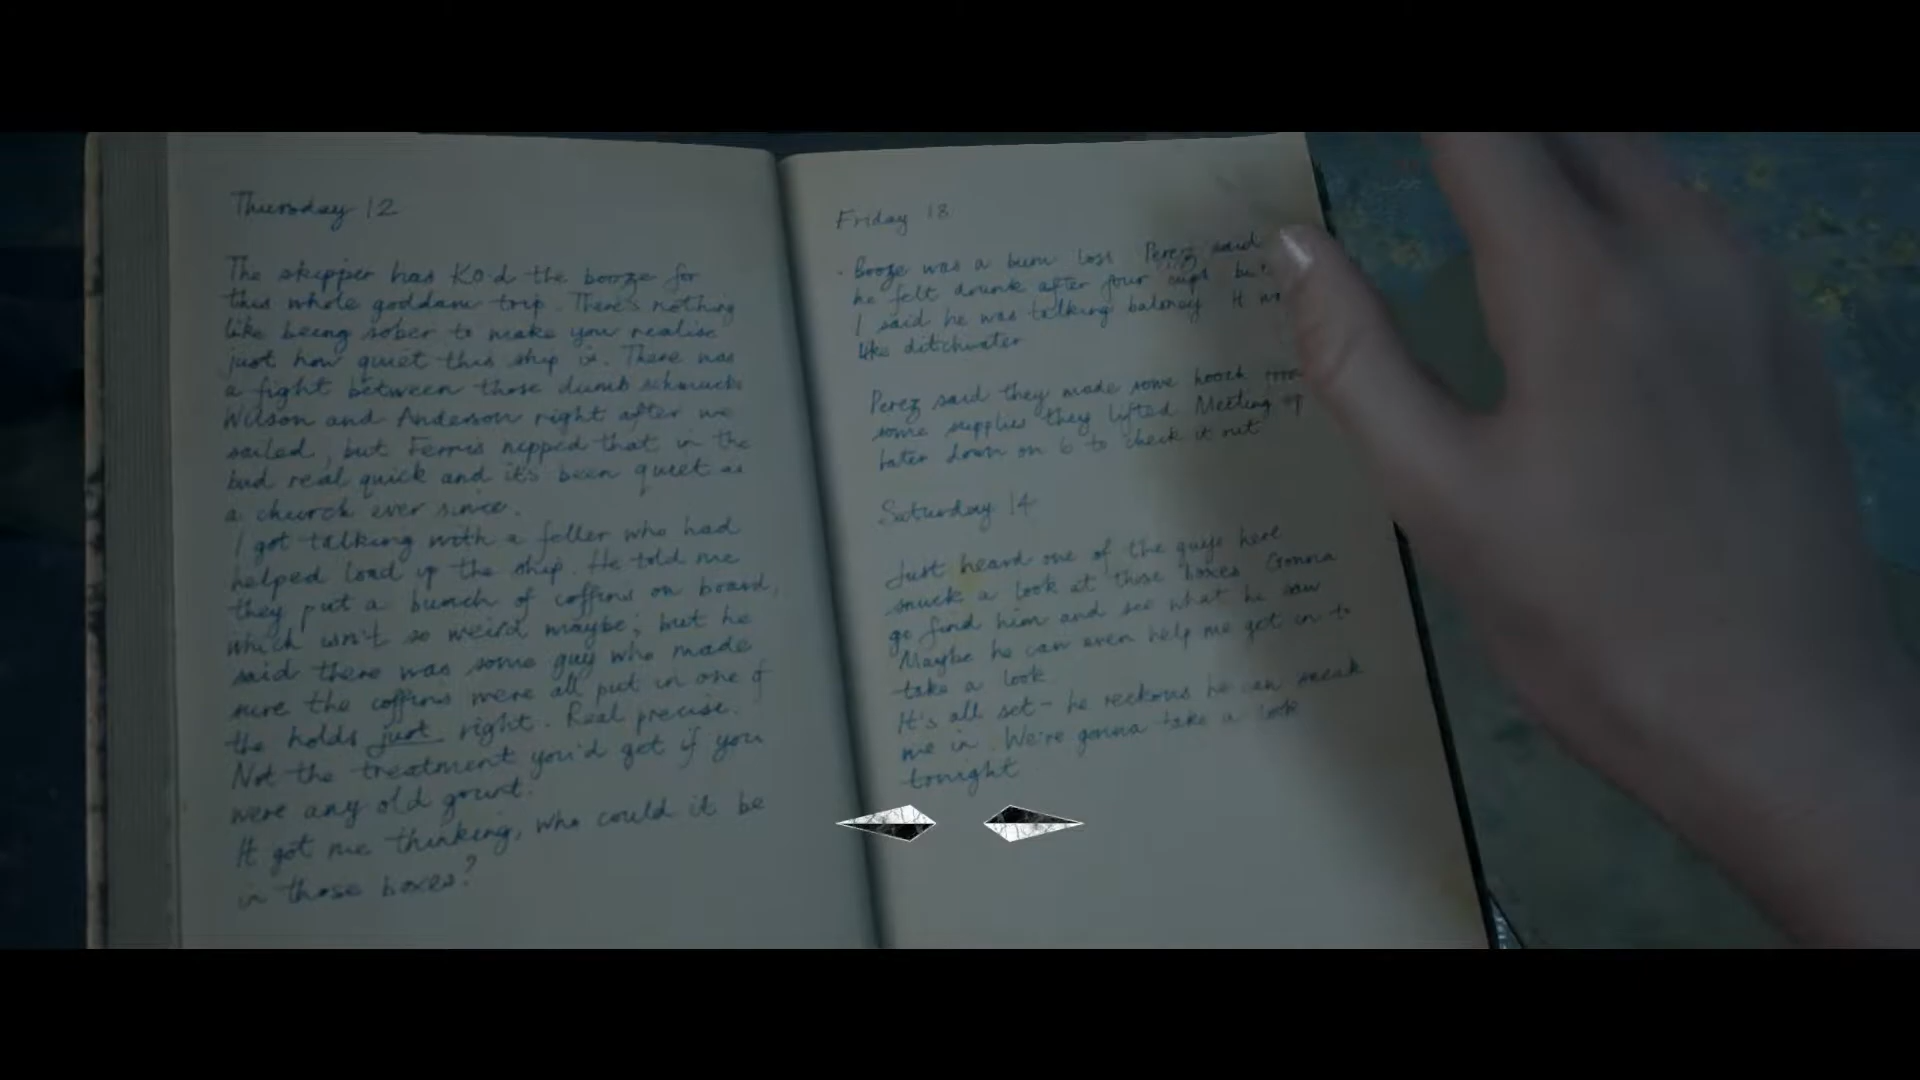 Thursday 12
The skipper has KO'd the booze for
this whole goddam trip. There's nothing
like being sober to make you realise
just how quiet this ship is. There was
a fight between those dumb schmucks
Wilson and Anderson right after we
sailed, but Ferris nipped that in the
bud real quick and it's been quiet as
a church ever since.
I got talking with a feller who had
helped load up the ship. He told me
they put a bunch of coffins on board,
which isn't so weird maybe, but he
said there was some guy who made
sure the coffins were all put in one of
the holds just right. Real precise.
Not the treatment you'd get if you
were any old grunt.
It got me thinking, who could it be
in those boxes?
Friday 13
Booze was a bum loss Perez said
he felt drunk after four cups but
I said he was talking baloney It
like ditchwater
Perez said they made some hooch
some supplies they lifted Meeting up
later down on 6 to check it out
Saturday 14
Just heard one of the guys here
snuck a look at those boxes Gonna
go find him and see what he saw
Maybe he can even help me get in to
take a look
It's all set - he reckons he can sneak
me in. We're gonna take a look
tonight